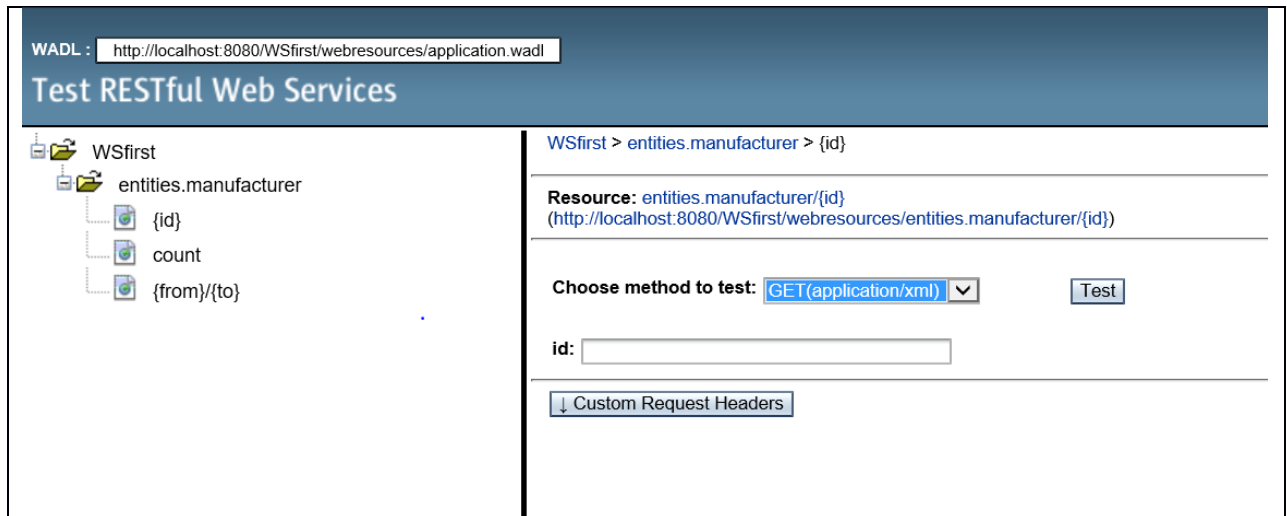 WADL : http://localhost:8080/WSfirst/webresources/application.wadl
Test RESTful Web Services
WSfirst
entities.manufacturer
{id}
count
{from}/{to}
WSfirst > entities.manufacturer > {id}
Resource: entities.manufacturer/{id}
(http://localhost:8080/WSfirst/webresources/entities.manufacturer/{id})
Choose method to test: GET(application/xml) Test
id:
↓ Custom Request Headers